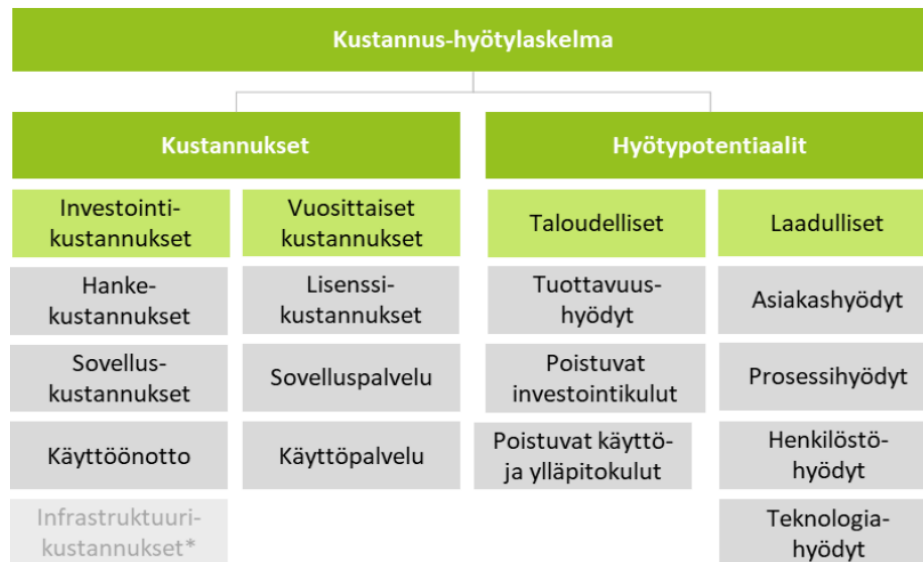 Kustannus-hyötylaskelma
Kustannukset
Hyötypotentiaalit
Investointi-
kustannukset
Vuosittaiset
kustannukset
Taloudelliset
Laadulliset
Hanke-
kustannukset
Lisenssi-
kustannukset
Tuottavuus-
hyödyt
Asiakashyödyt
Sovellus-
kustannukset
Sovelluspalvelu
Poistuvat
investointikulut
Prosessihyödyt
Käyttöönotto
Käyttöpalvelu
Poistuvat käyttö-
ja ylläpitokulut
Henkilöstö-
hyödyt
Infrastruktuuri-
kustannukset*
Teknologia-
hyödyt